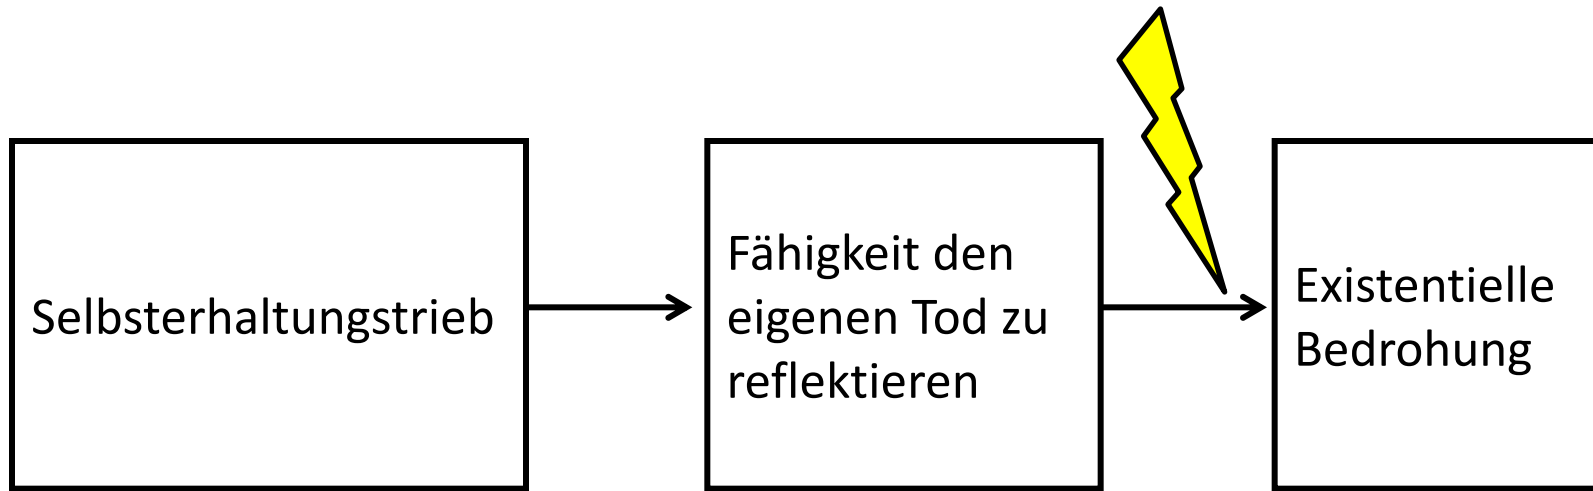 Selbsterhaltungstrieb
Fähigkeit den
eigenen Tod zu
reflektieren
Existentielle
Bedrohung